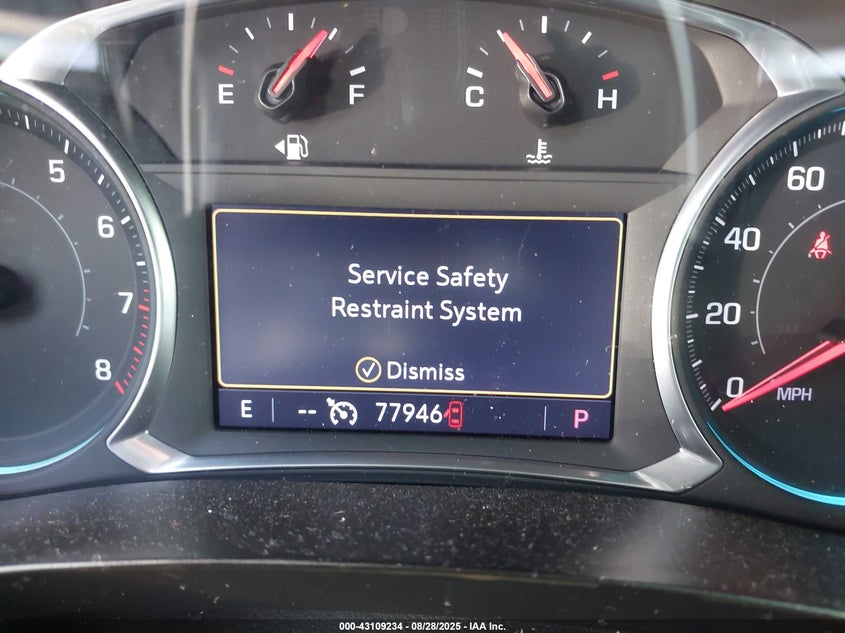 E F
C H
5
6
7
8
Service Safety
Restraint System
Dismiss
E -- 77946 P
60
40
20
0
MPH
000-43109234 - 08/28/2025 - IAA Inc.